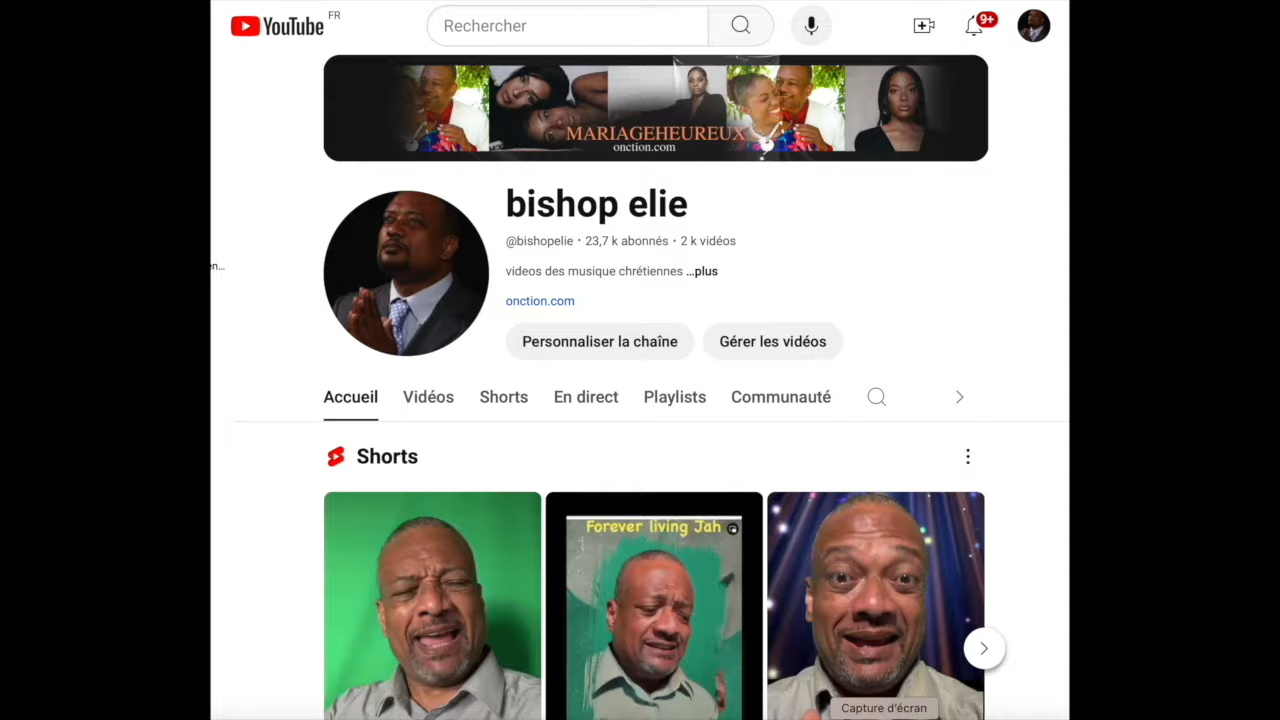 YouTube FR
Rechercher
9+
MARIAGEHEUREUX
onction.com
bishop elie
@bishopelie • 23,7 k abonnés • 2 k vidéos
en...
videos des musique chrétiennes ...plus
onction.com
Personnaliser la chaîne
Gérer les vidéos
Accueil
Vidéos
Shorts
En direct
Playlists
Communauté
Shorts
Forever living Jah
Capture d'écran